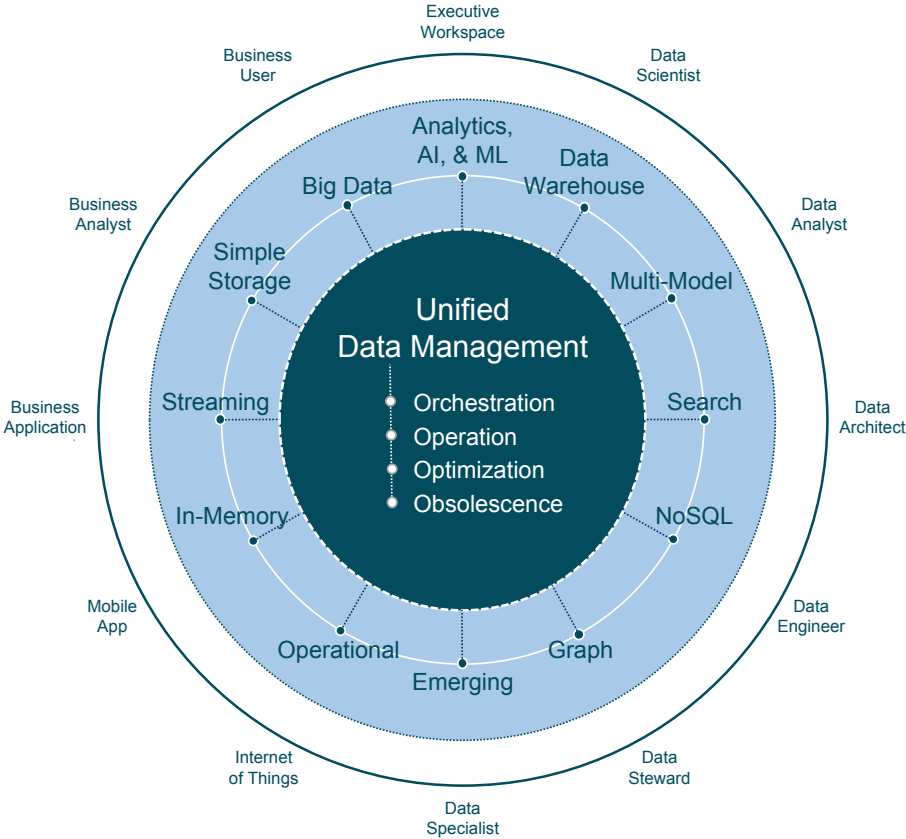 Executive
Workspace
Business
User
Data
Scientist
Analytics,
AI, & ML
Data
Warehouse
Big Data
Business
Analyst
Data
Analyst
Simple
Storage
Multi-Model
Unified
Data Management
Streaming
Search
Business
Application
Data
Architect
Orchestration
Operation
Optimization
Obsolescence
In-Memory
NoSQL
Mobile
App
Data
Engineer
Operational
Graph
Emerging
Internet
of Things
Data
Steward
Data
Specialist